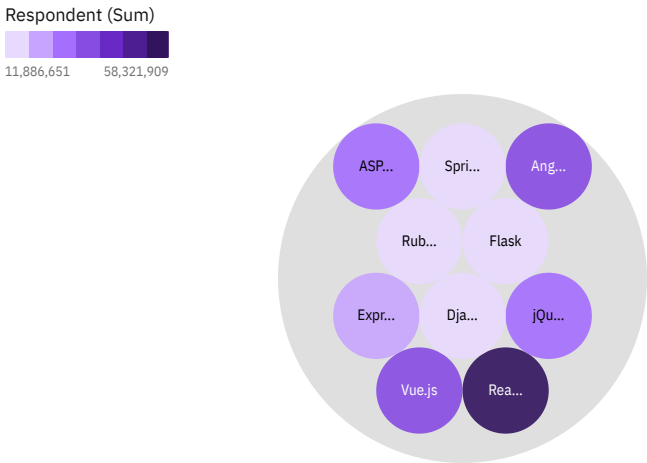 Respondent (Sum)
11,886,651 58,321,909
ASP... Spri... Ang...
Rub... Flask
Expr... Dja... jQu...
Vue.js Rea...